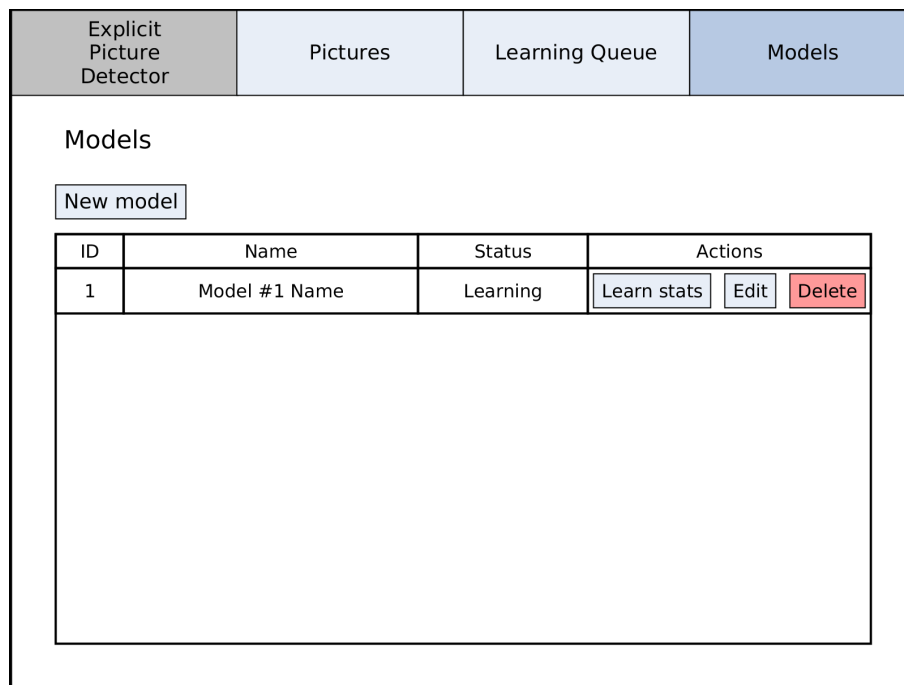 Explicit
Picture
Detector
Pictures
Learning Queue
Models
Models
New model
ID Name Status Actions
1 Model #1 Name Learning Learn stats Edit Delete